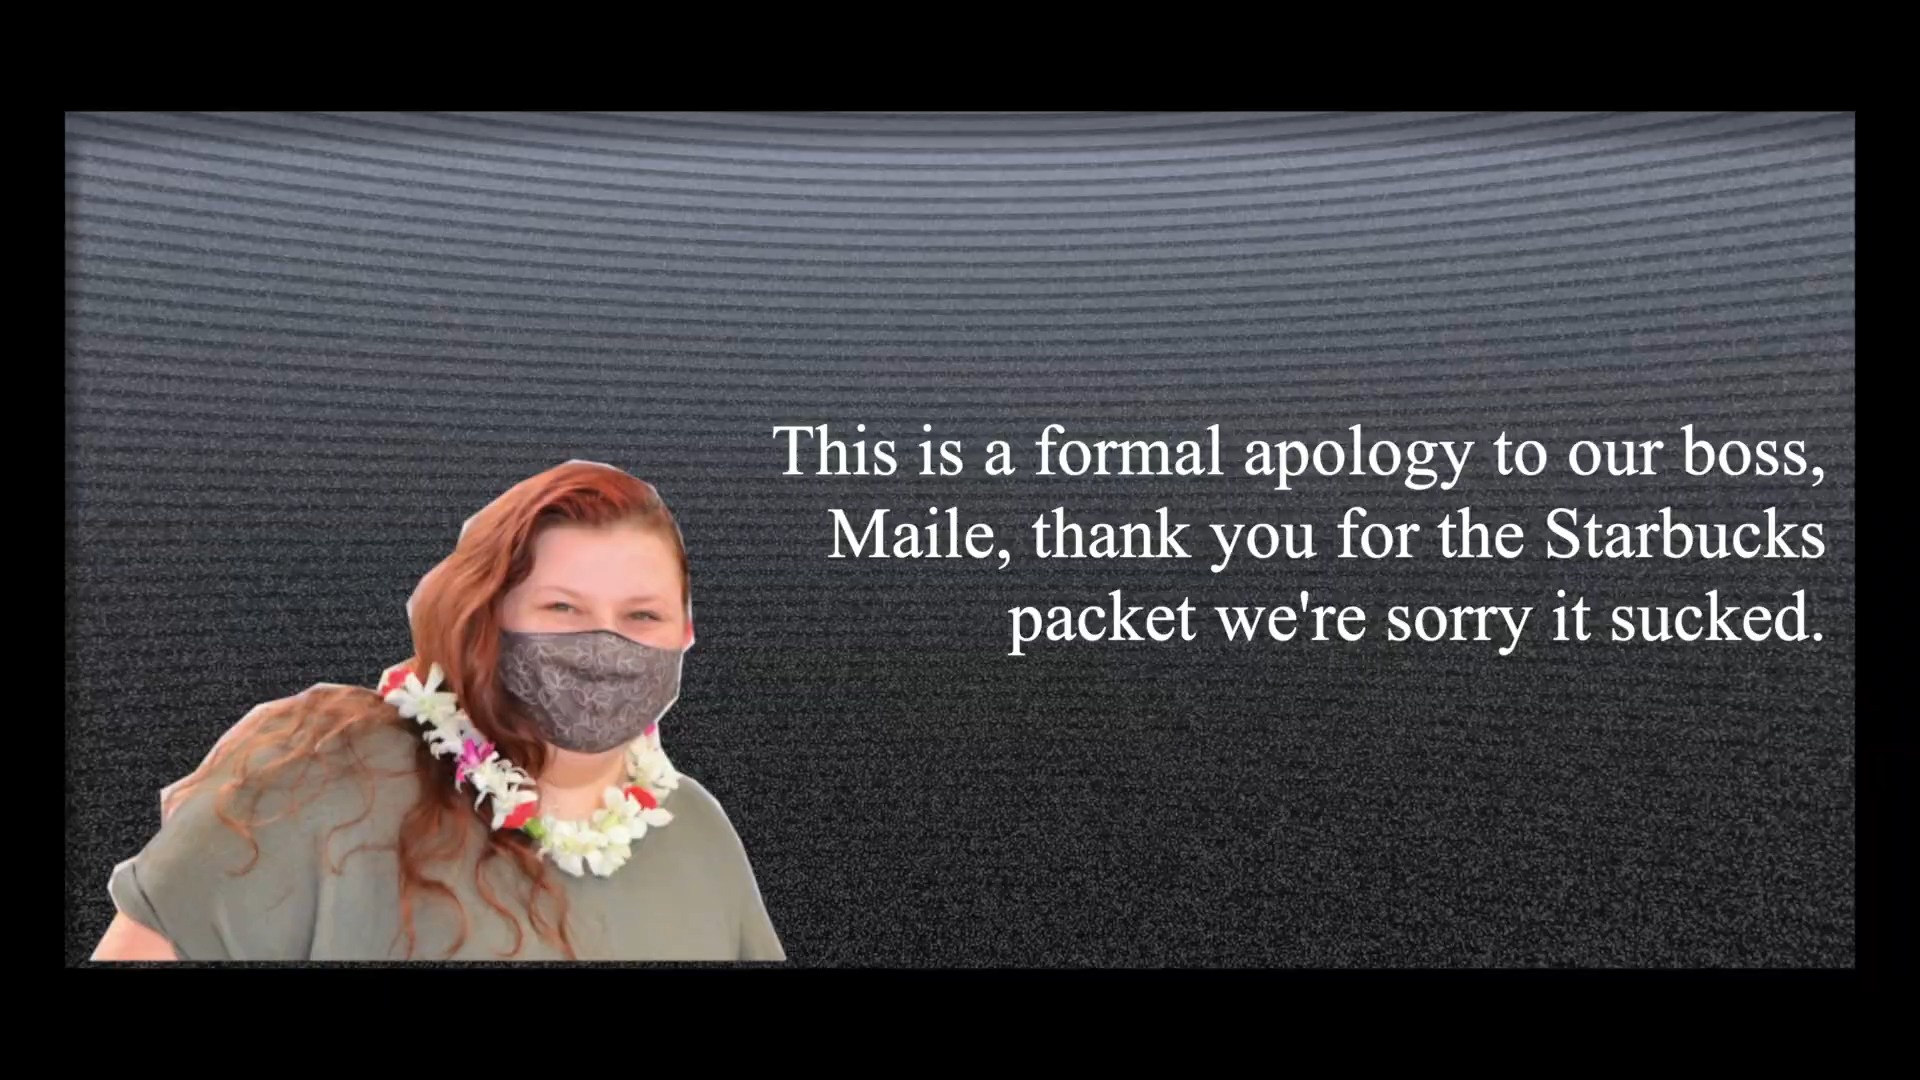 This is a formal apology to our boss,
Maile, thank you for the Starbucks
packet we're sorry it sucked.